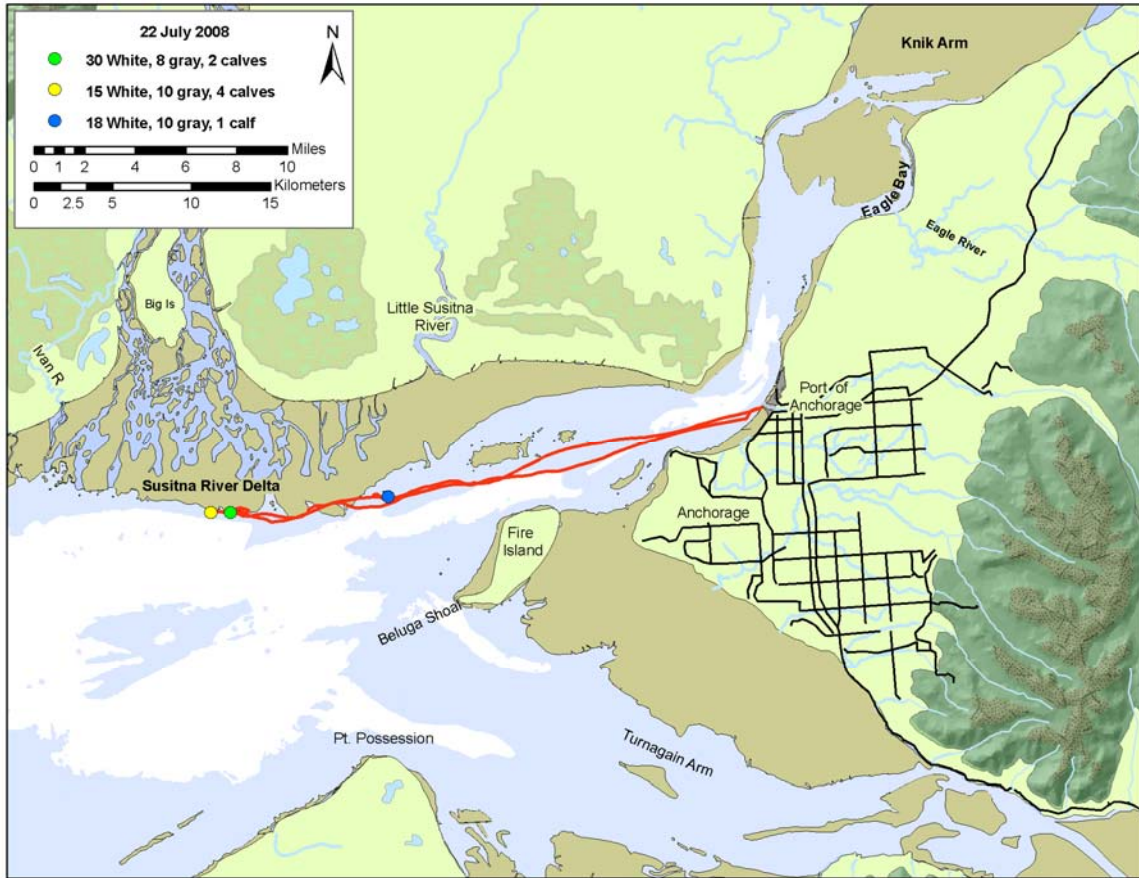 22 July 2008
N
30 White, 8 gray, 2 calves
15 White, 10 gray, 4 calves
18 White, 10 gray, 1 calf
Miles
0 1 2 4 6 8 10
Kilometers
0 2.5 5 10 15
Knik Arm
Eagle Bay
Eagle River
Big Is
Ivan R
Little Susitna
River
Port of
Anchorage
Susitna River Delta
Anchorage
Fire
Island
Beluga Shoal
Pt. Possession
Turnagain Arm